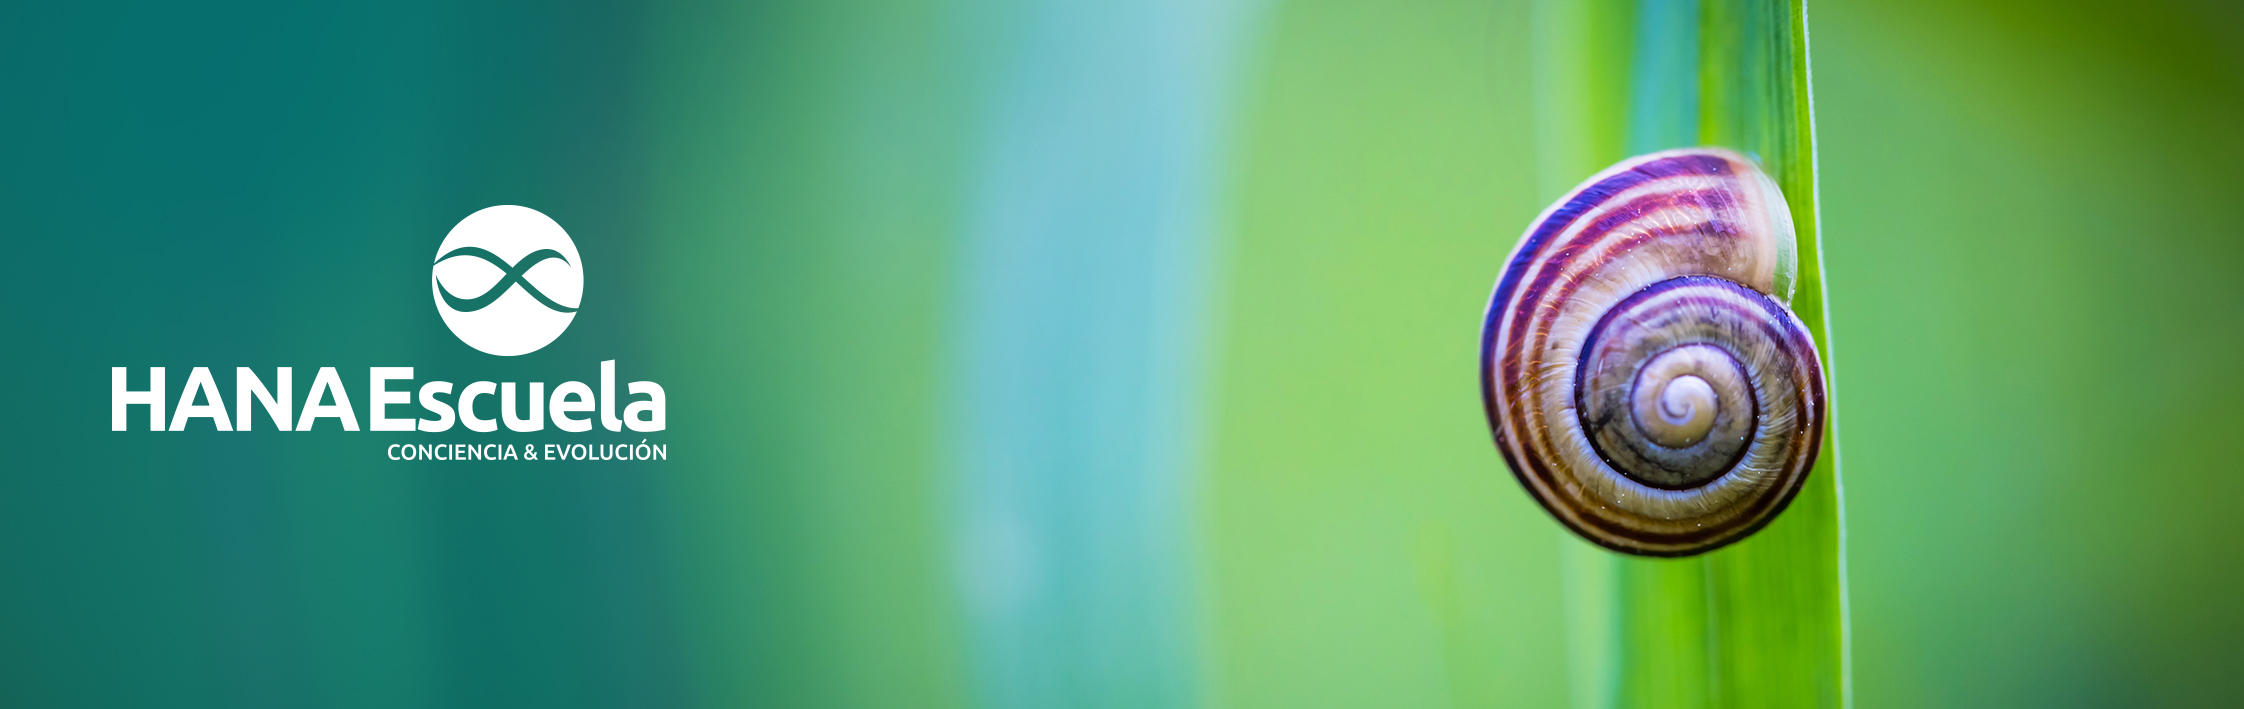 HANA Escuela
CONCIENCIA & EVOLUCIÓN